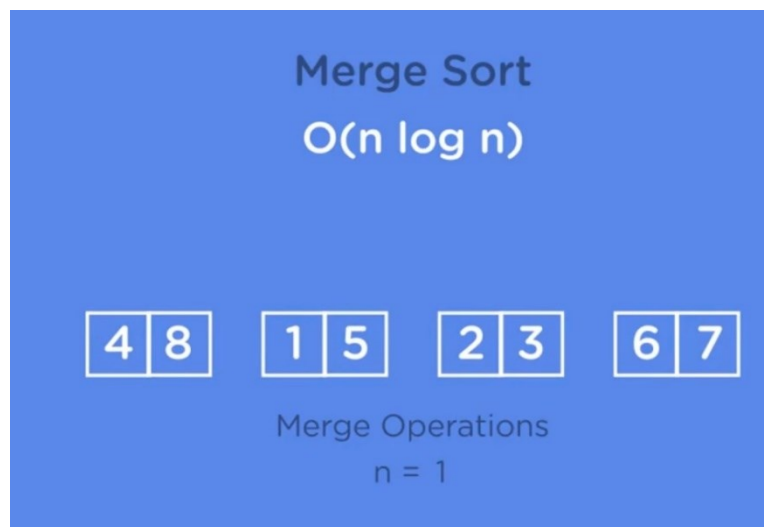 Merge Sort
O(n log n)
4 8 1 5 2 3 6 7
Merge Operations
n = 1